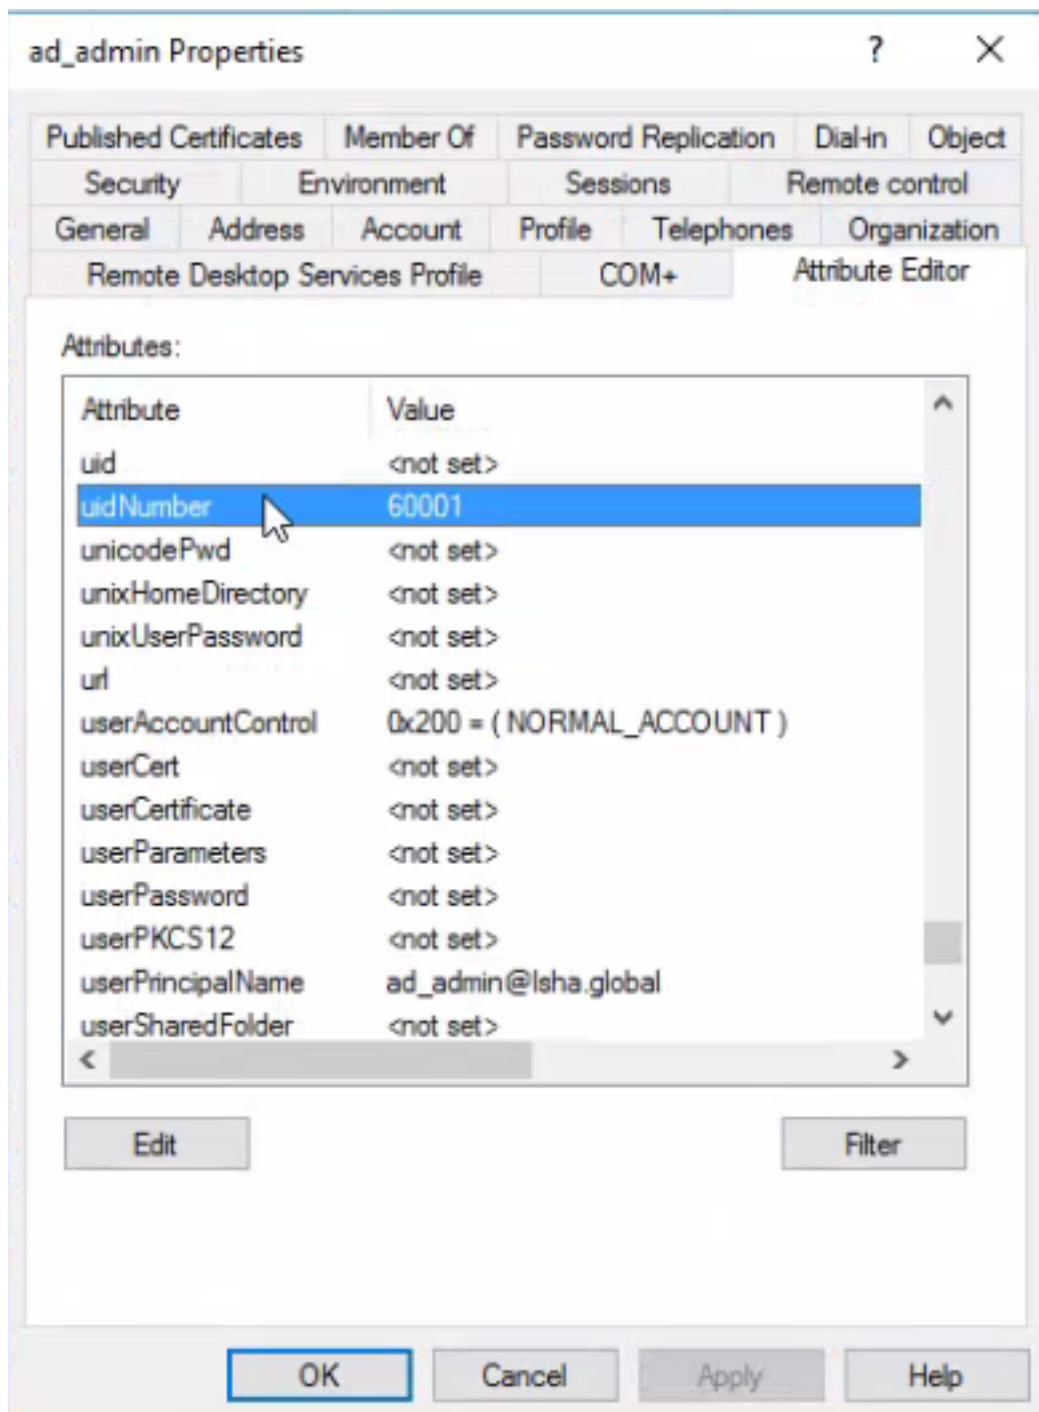 ad_admin Properties ? ×
Published Certificates Member Of Password Replication Dial-in Object
Security Environment Sessions Remote control
General Address Account Profile Telephones Organization
Remote Desktop Services Profile COM+ Attribute Editor
Attributes:
Attribute Value
uid <not set>
uidNumber 60001
unicodePwd <not set>
unixHomeDirectory <not set>
unixUserPassword <not set>
url <not set>
userAccountControl 0x200 = ( NORMAL_ACCOUNT )
userCert <not set>
userCertificate <not set>
userParameters <not set>
userPassword <not set>
userPKCS12 <not set>
userPrincipalName ad_admin@lsha.global
userSharedFolder <not set>
Edit Filter
OK Cancel Apply Help